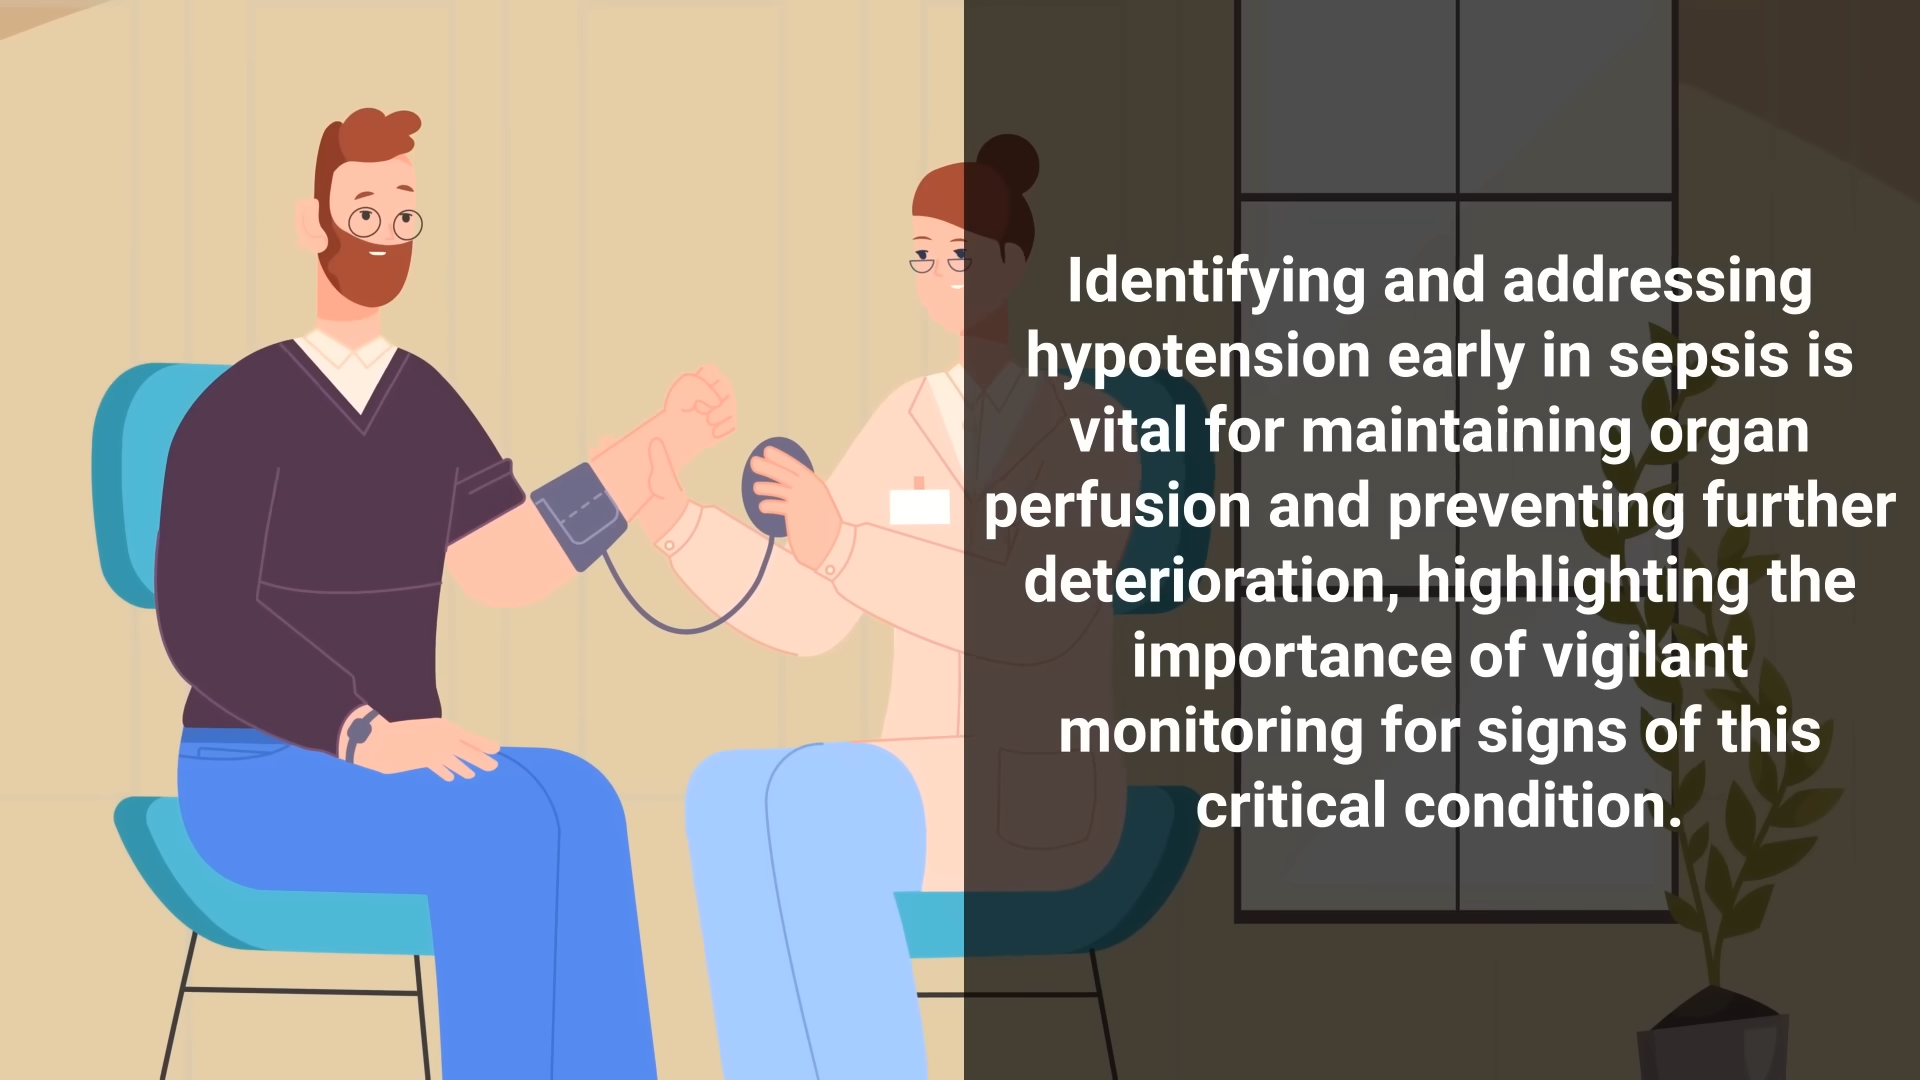 Identifying and addressing
hypotension early in sepsis is
vital for maintaining organ
perfusion and preventing further
deterioration, highlighting the
importance of vigilant
monitoring for signs of this
critical condition.